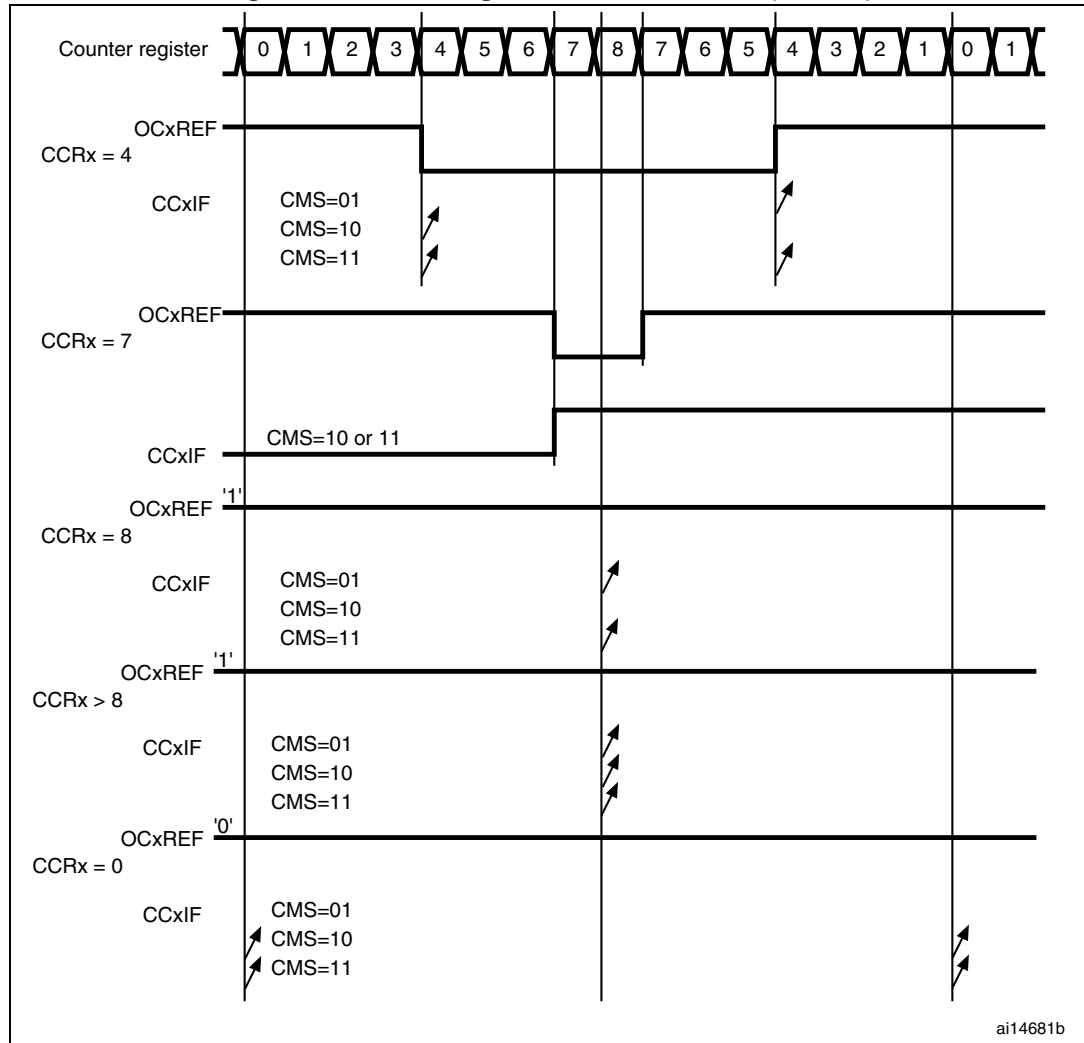 Counter register 0 1 2 3 4 5 6 7 8 7 6 5 4 3 2 1 0 1
OCxREF
CCRx = 4
CCxIF CMS=01
CMS=10
CMS=11
OCxREF
CCRx = 7
CMS=10 or 11
CCxIF
'1'
OCxREF
CCRx = 8
CCxIF CMS=01
CMS=10
CMS=11
'1'
OCxREF
CCRx > 8
CCxIF CMS=01
CMS=10
CMS=11
'0'
OCxREF
CCRx = 0
CCxIF CMS=01
CMS=10
CMS=11
ai14681b